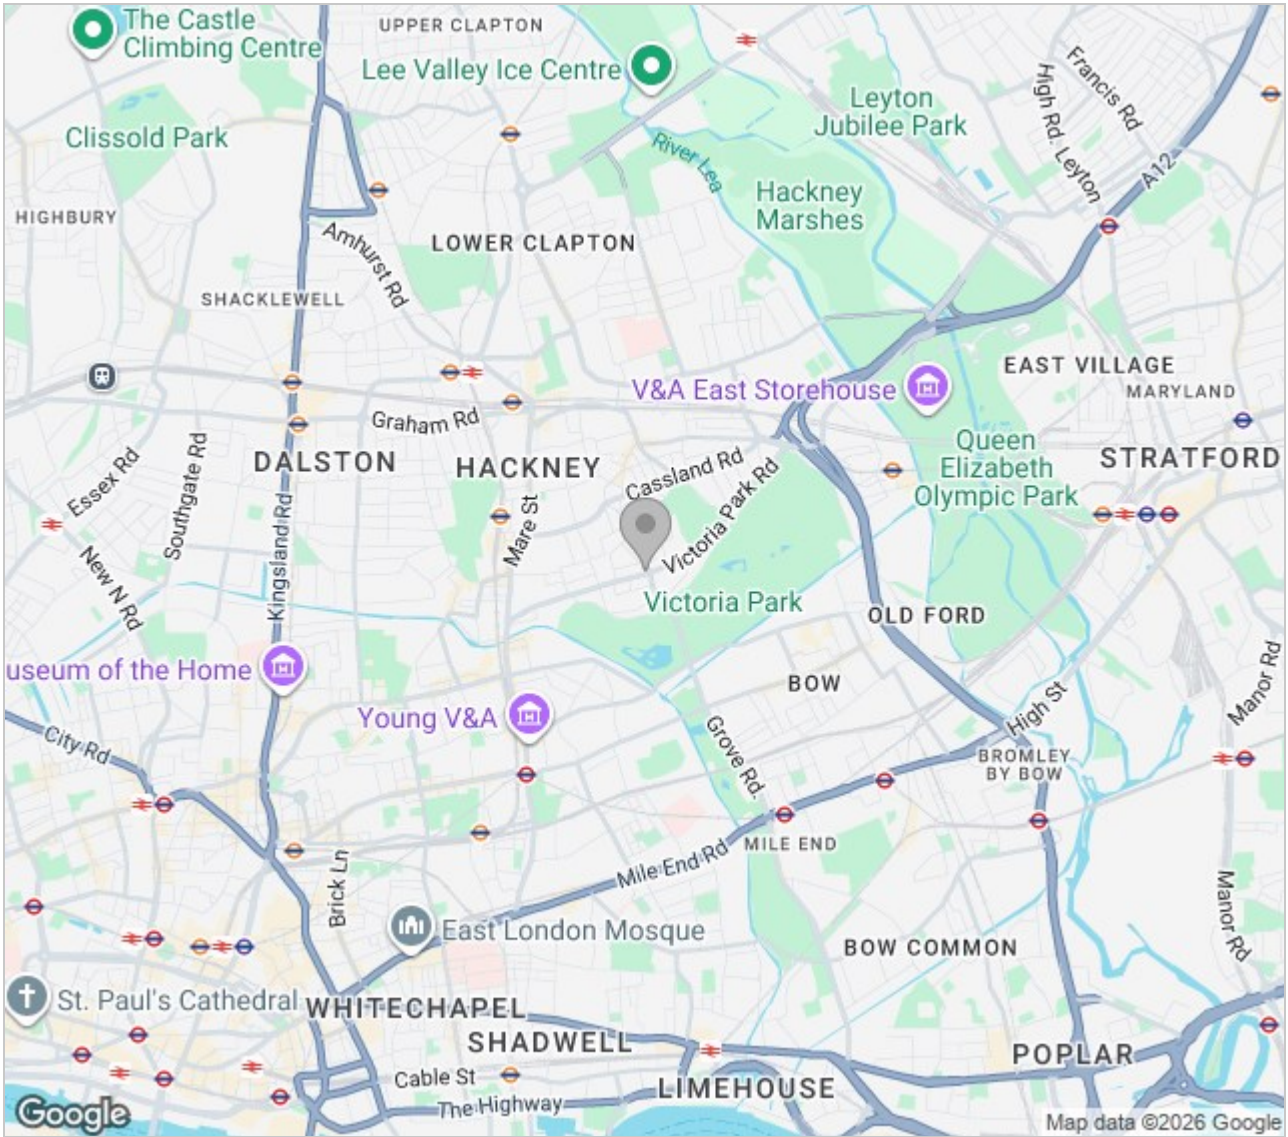 The Castle
Climbing Centre
UPPER CLAPTON
Lee Valley Ice Centre
Francis Rd
High Rd. Leyton
Leyton
Jubilee Park
Clissold Park
River Lea
A12
Hackney
Marshes
HIGHBURY
Amhurst Rd
LOWER CLAPTON
SHACKLEWELL
EAST VILLAGE
V&A East Storehouse
MARYLAND
Graham Rd
Essex Rd
Southgate Rd
DALSTON
HACKNEY
Cassland Rd
Queen
Elizabeth
Olympic Park
STRATFORD
Kingsland Rd
Mare St
Victoria Park Rd
New N Rd
Victoria Park
OLD FORD
useum of the Home
BOW
Manor Rd
Young V&A
High St
City Rd
Grove Rd.
BROMLEY
BY BOW
MILE END
Mile End Rd
Brick Ln
Manor Rd
East London Mosque
BOW COMMON
St. Paul's Cathedral
WHITECHAPEL
SHADWELL
POPLAR
Cable St
LIMEHOUSE
The Highway
Google
Map data ©2026 Google